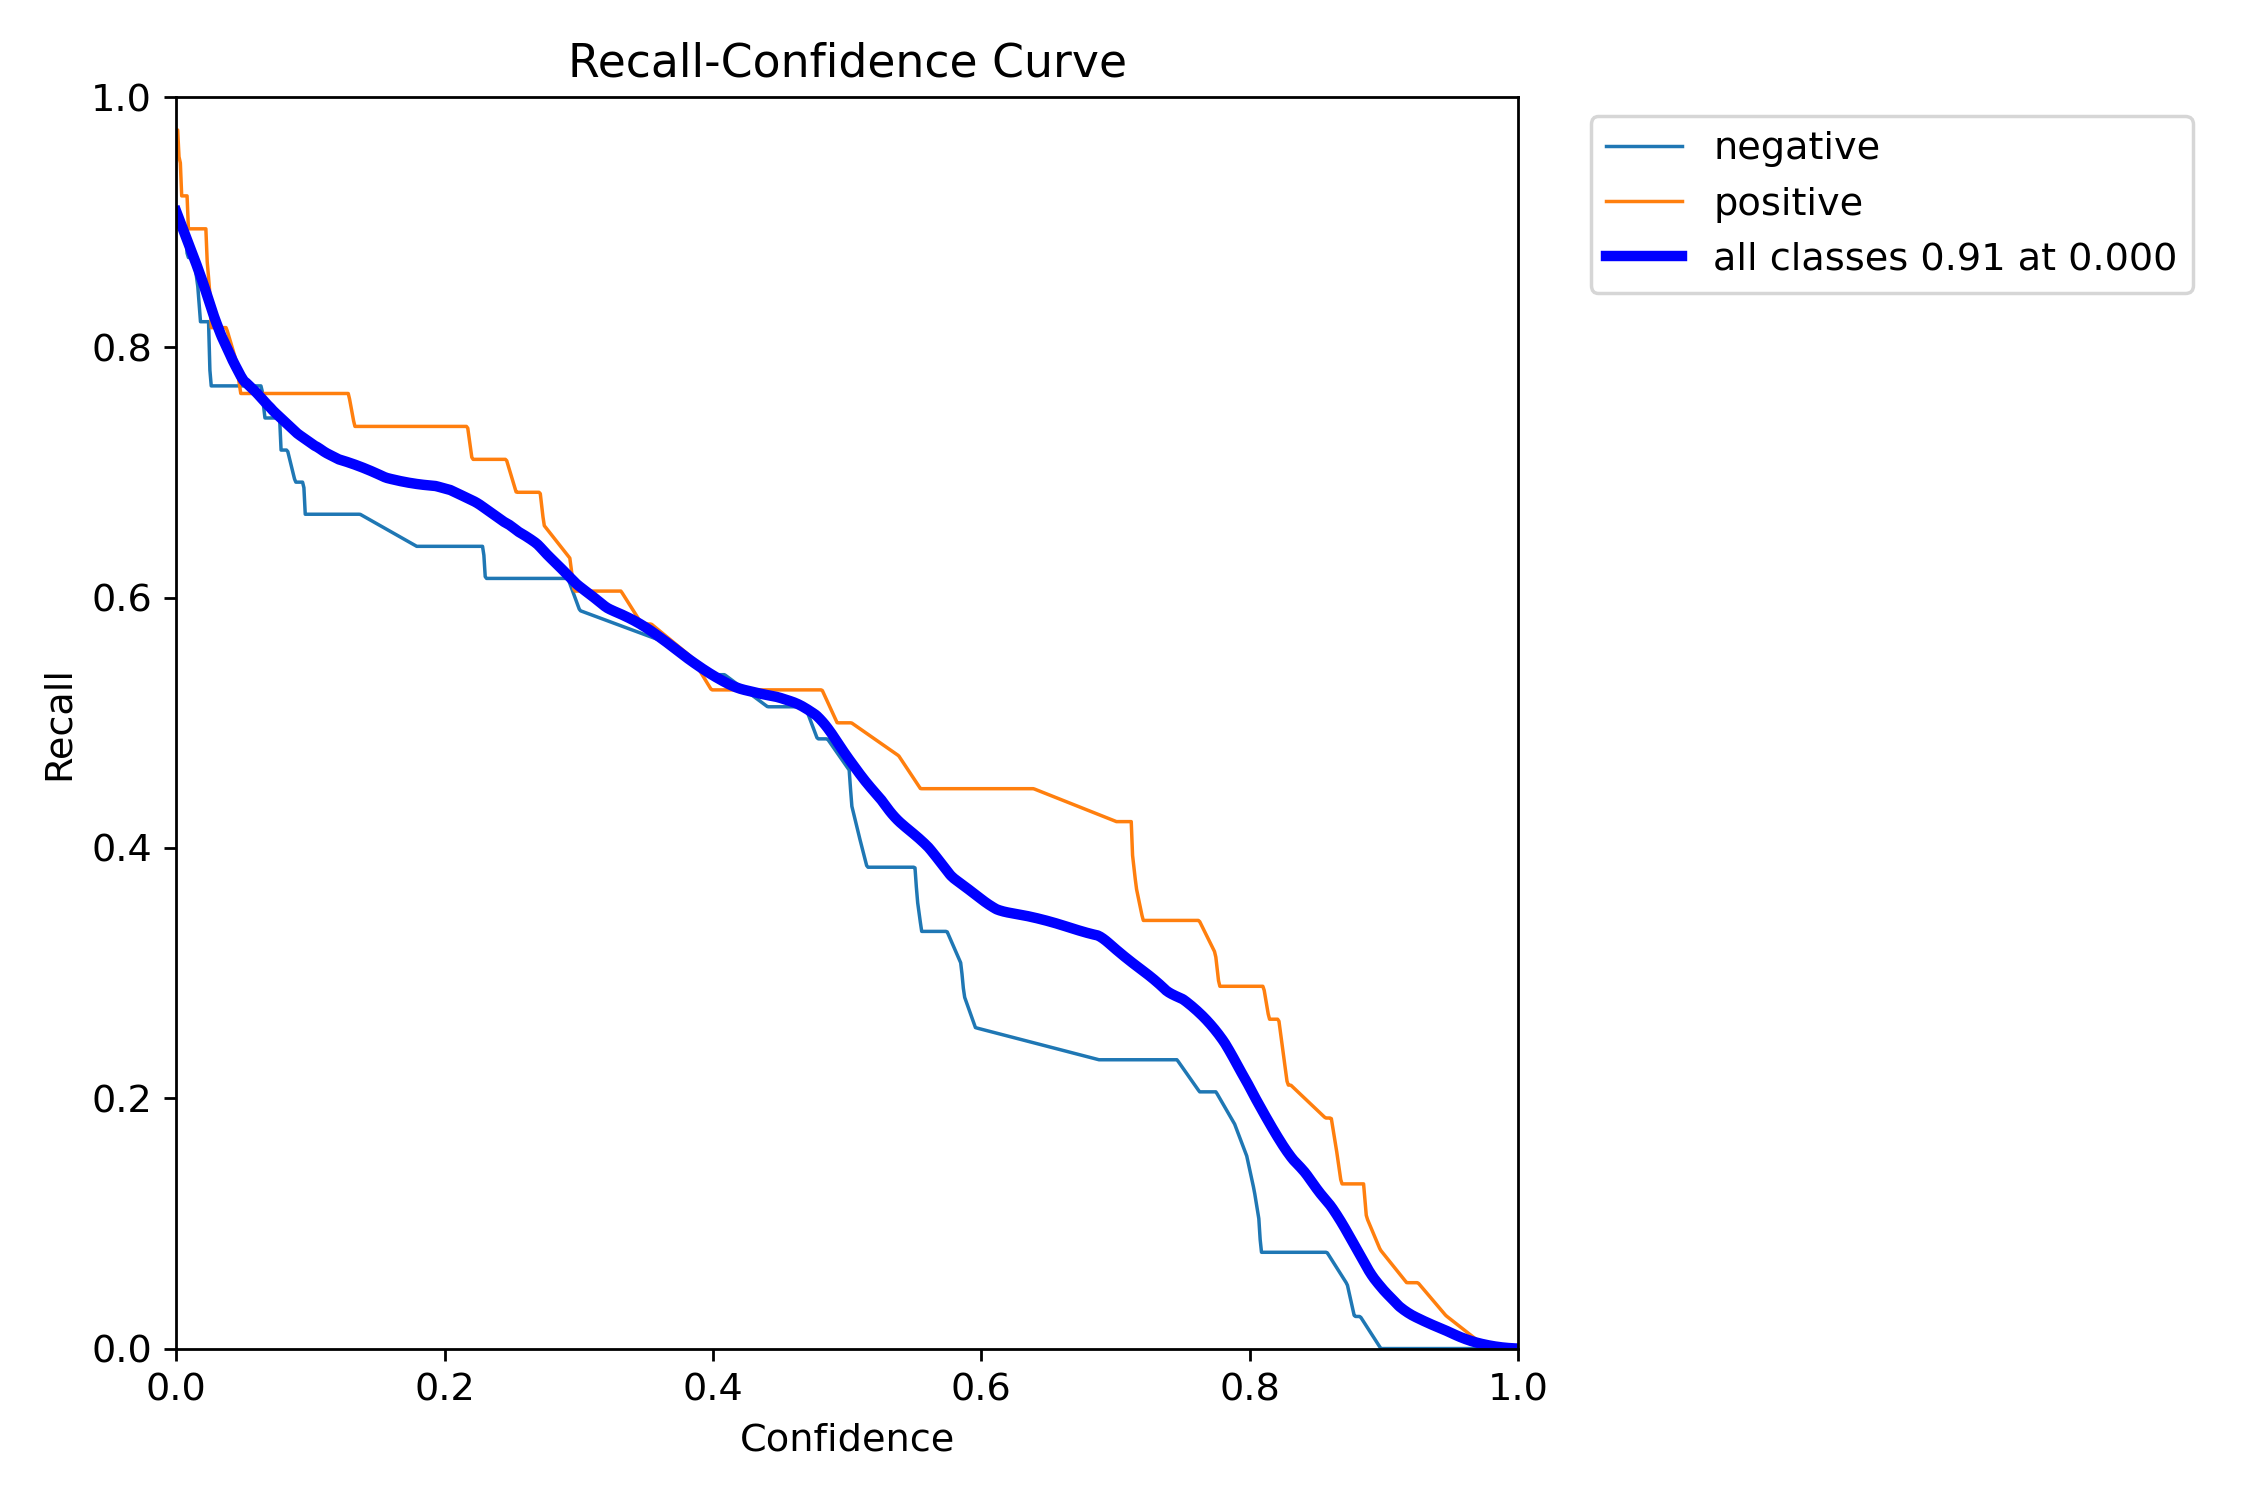 Recall-Confidence Curve
1.0
0.8
0.6
0.4
0.2
0.0
Recall
0.0 0.2 0.4 0.6 0.8 1.0
Confidence
negative
positive
all classes 0.91 at 0.000